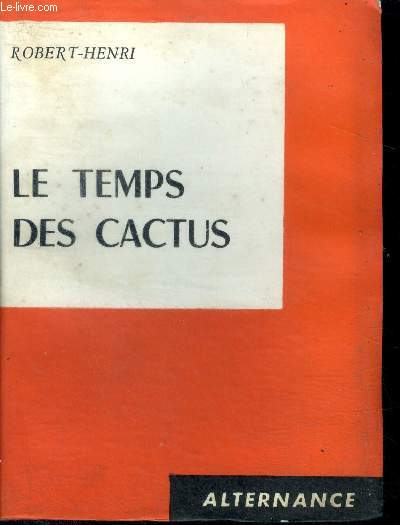 Le-livre.com
ROBERT-HENRI
LE TEMPS
DES CACTUS
ALTERNANCE